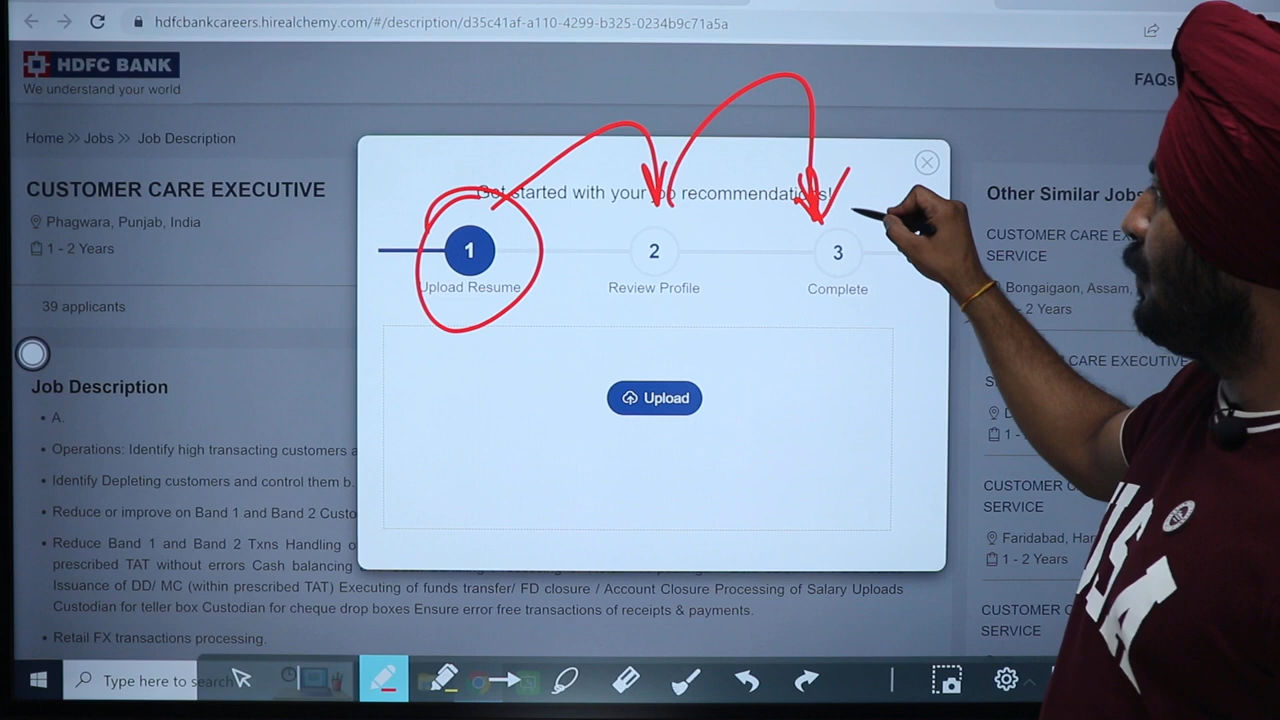 hdfcbankcareers.hirealchemy.com/#/description/d35c41af-a110-4299-b325-0234b9c71a5a
HDFC BANK
We understand your world
FAQs
Home >> Jobs >> Job Description
CUSTOMER CARE EXECUTIVE
Phagwara, Punjab, India
1 - 2 Years
39 applicants
Job Description
• A.
• Operations: Identify high transacting customers
• Identify Depleting customers and control them b
• Reduce or improve on Band 1 and Band 2 Custo
• Reduce Band 1 and Band 2 Txns Handling o
prescribed TAT without errors Cash balancing
Issuance of DD/ MC (within prescribed TAT) Executing of funds transfer/ FD closure / Account Closure Processing of Salary Uploads
Custodian for teller box Custodian for cheque drop boxes Ensure error free transactions of receipts & payments.
• Retail FX transactions processing.
Get started with your job recommendations!
1
2
3
Upload Resume
Review Profile
Complete
Upload
Other Similar Jobs
CUSTOMER CARE EX
SERVICE
Bongaigaon, Assam,
2 Years
CARE EXECUTIVE
1 -
CUSTOMER C
SERVICE
Faridabad, Har
1 - 2 Years
CUSTOMER C
SERVICE
USA
Type here to search